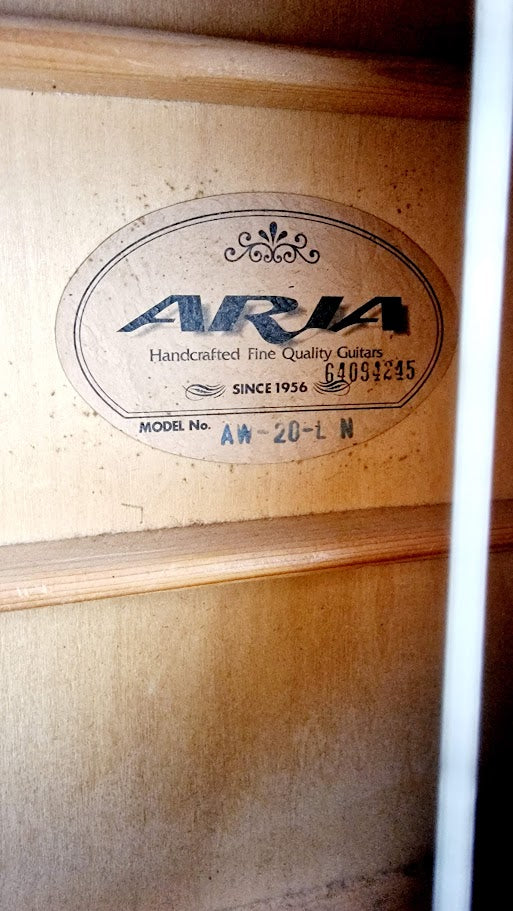 ARIA
Handcrafted Fine Quality Guitars
64094245
SINCE 1956
MODEL No. AW-20-L N